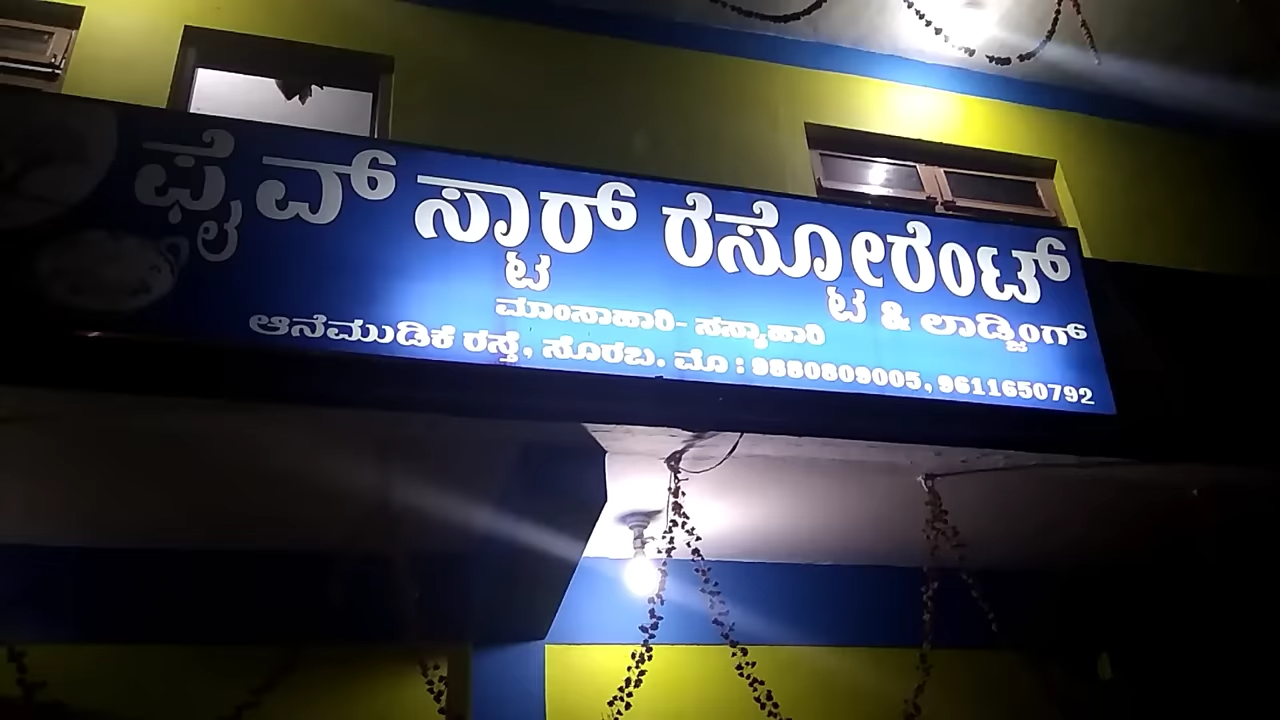 ಫೈವ್ ಸ್ಟಾರ್ ರೆಸ್ಟೋರೆಂಟ್
& ಲಾಡ್ಜಿಂಗ್
ಮಾಂಸಾಹಾರಿ- ಸಸ್ಯಾಹಾರಿ
ಆನೆಮುಡಿಕೆ ರಸ್ತೆ, ಸೊರಬ. ಮೊ : 9880809005, 9611650792